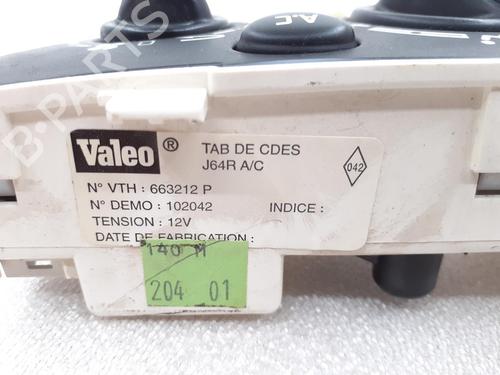 A.C
Valeo ®
TAB DE CDES
J64R A/C
042
N° VTH : 663212 P
N° DEMO : 102042
INDICE :
TENSION : 12V
DATE DE FABRICATION :
140 M
204 01
B-PARTS